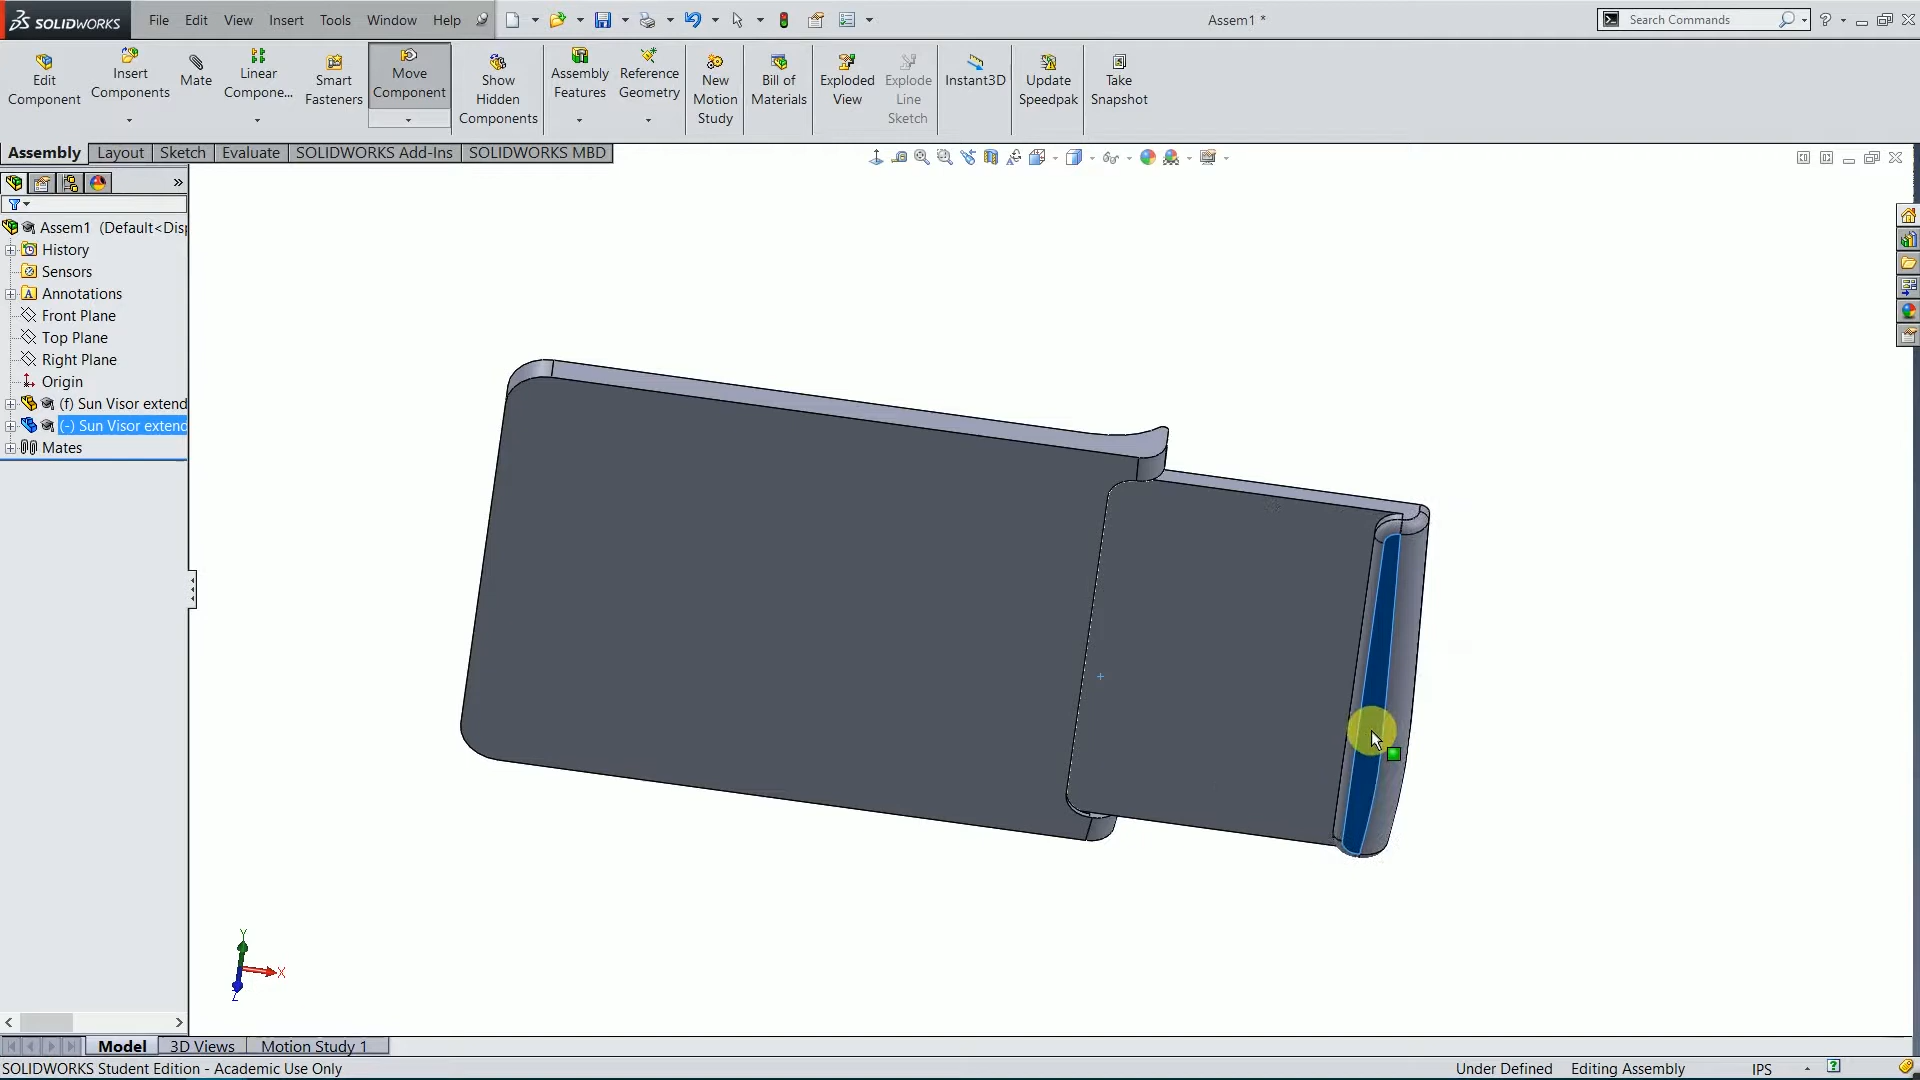 SOLIDWORKS File Edit View Insert Tools Window Help Assem1 * Search Commands
Edit Component
Insert Components
Mate
Linear Compone...
Smart Fasteners
Move Component
Show Hidden Components
Assembly Features
Reference Geometry
New Motion Study
Bill of Materials
Exploded View
Explode Line Sketch
Instant3D
Update Speedpak
Take Snapshot
Assembly Layout Sketch Evaluate SOLIDWORKS Add-Ins SOLIDWORKS MBD
Assem1 (Default<Disp
History
Sensors
Annotations
Front Plane
Top Plane
Right Plane
Origin
(f) Sun Visor extend
(-) Sun Visor extend
Mates
Y
X
Z
Model 3D Views Motion Study 1
SOLIDWORKS Student Edition - Academic Use Only Under Defined Editing Assembly IPS